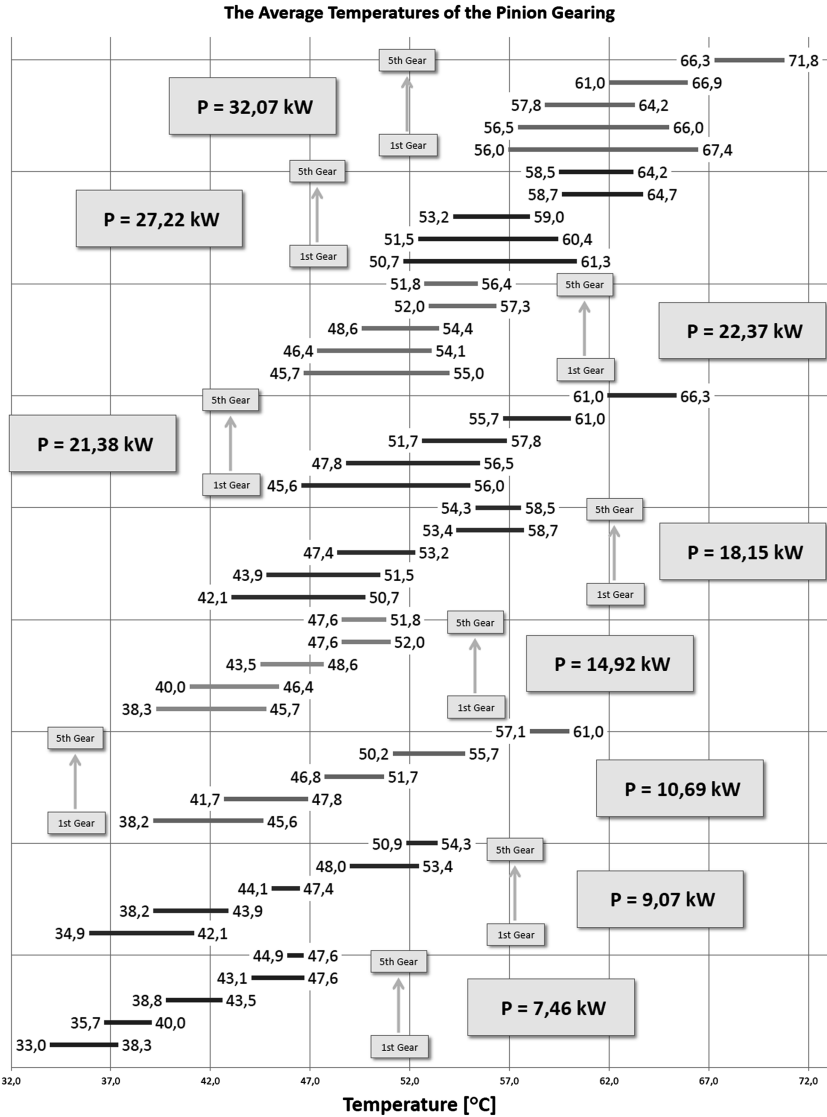 The Average Temperatures of the Pinion Gearing
5th Gear
66,3 71,8
61,0 66,9
P = 32,07 kW
57,8 64,2
56,5 66,0
1st Gear
56,0 67,4
5th Gear
58,5 64,2
58,7 64,7
P = 27,22 kW
53,2 59,0
51,5 60,4
1st Gear
50,7 61,3
51,8 56,4
5th Gear
52,0 57,3
48,6 54,4
P = 22,37 kW
46,4 54,1
45,7 55,0
1st Gear
5th Gear
61,0 66,3
55,7 61,0
P = 21,38 kW
51,7 57,8
47,8 56,5
1st Gear
45,6 56,0
54,3 58,5
5th Gear
53,4 58,7
47,4 53,2
P = 18,15 kW
43,9 51,5
42,1 50,7
1st Gear
47,6 51,8
5th Gear
47,6 52,0
43,5 48,6
P = 14,92 kW
40,0 46,4
38,3 45,7
1st Gear
5th Gear
57,1 61,0
50,2 55,7
46,8 51,7
P = 10,69 kW
41,7 47,8
1st Gear
38,2 45,6
50,9 54,3
5th Gear
48,0 53,4
44,1 47,4
P = 9,07 kW
38,2 43,9
34,9 42,1
1st Gear
44,9 47,6
5th Gear
43,1 47,6
38,8 43,5
P = 7,46 kW
35,7 40,0
33,0 38,3
1st Gear
32,0 37,0 42,0 47,0 52,0 57,0 62,0 67,0 72,0
Temperature [°C]